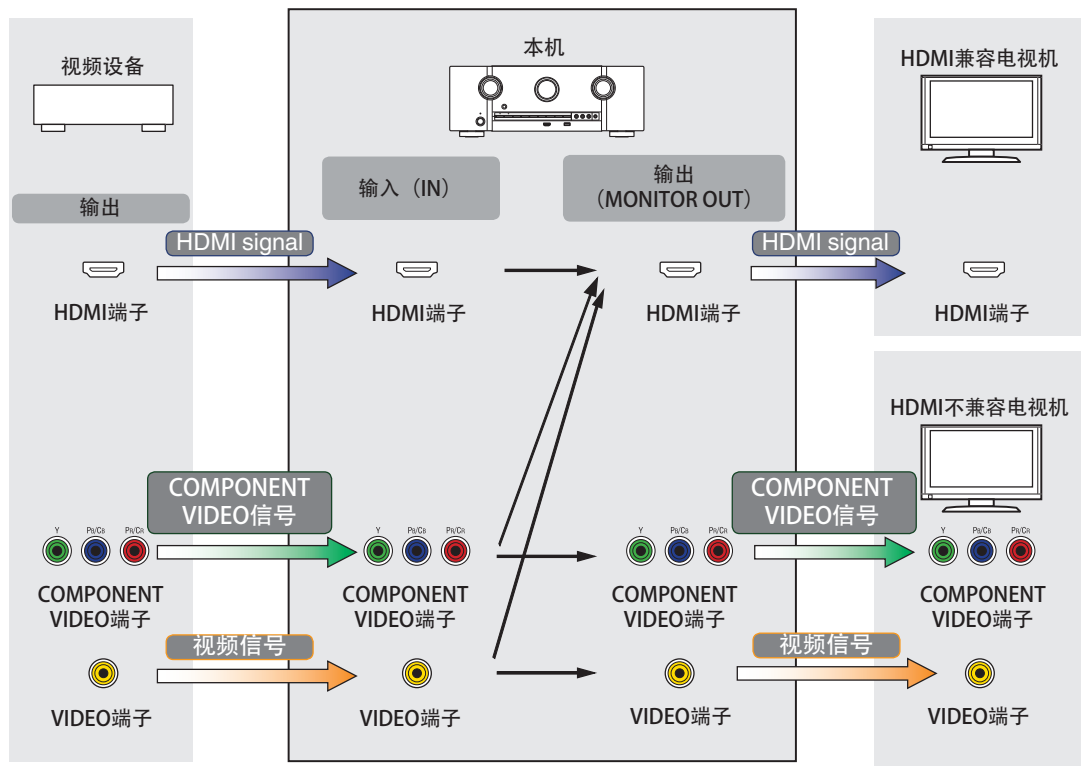 视频设备
本机
HDMI兼容电视机
输出
输入（IN）
输出
（MONITOR OUT）
HDMI signal
HDMI signal
HDMI端子
HDMI端子
HDMI端子
HDMI端子
HDMI不兼容电视机
COMPONENT
VIDEO信号
COMPONENT
VIDEO信号
Y PB/CB PR/CR
Y PB/CB PR/CR
Y PB/CB PR/CR
Y PB/CB PR/CR
COMPONENT
VIDEO端子
COMPONENT
VIDEO端子
COMPONENT
VIDEO端子
COMPONENT
VIDEO端子
视频信号
视频信号
VIDEO端子
VIDEO端子
VIDEO端子
VIDEO端子